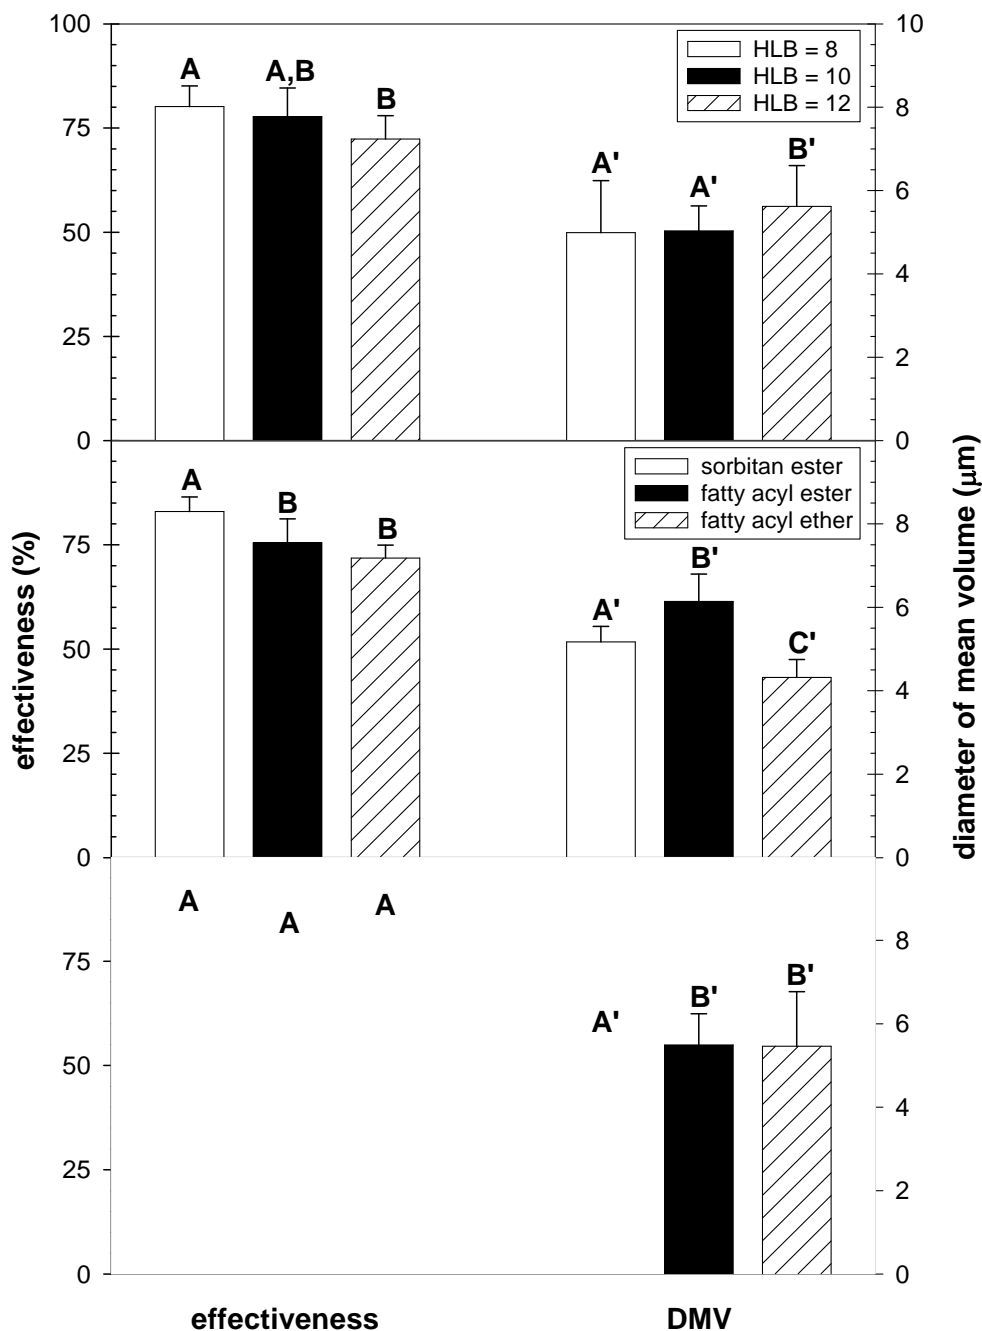 100
75
50
25
0
A
A,B
B
A'
A'
B'
HLB = 8
HLB = 10
HLB = 12
10
8
6
4
2
0
75
50
25
0
A
B
B
A'
B'
C'
sorbitan ester
fatty acyl ester
fatty acyl ether
8
6
4
2
0
effectiveness (%)
diameter of mean volume (µm)
75
50
25
0
A
A
A
A'
B'
B'
8
6
4
2
0
effectiveness
DMV